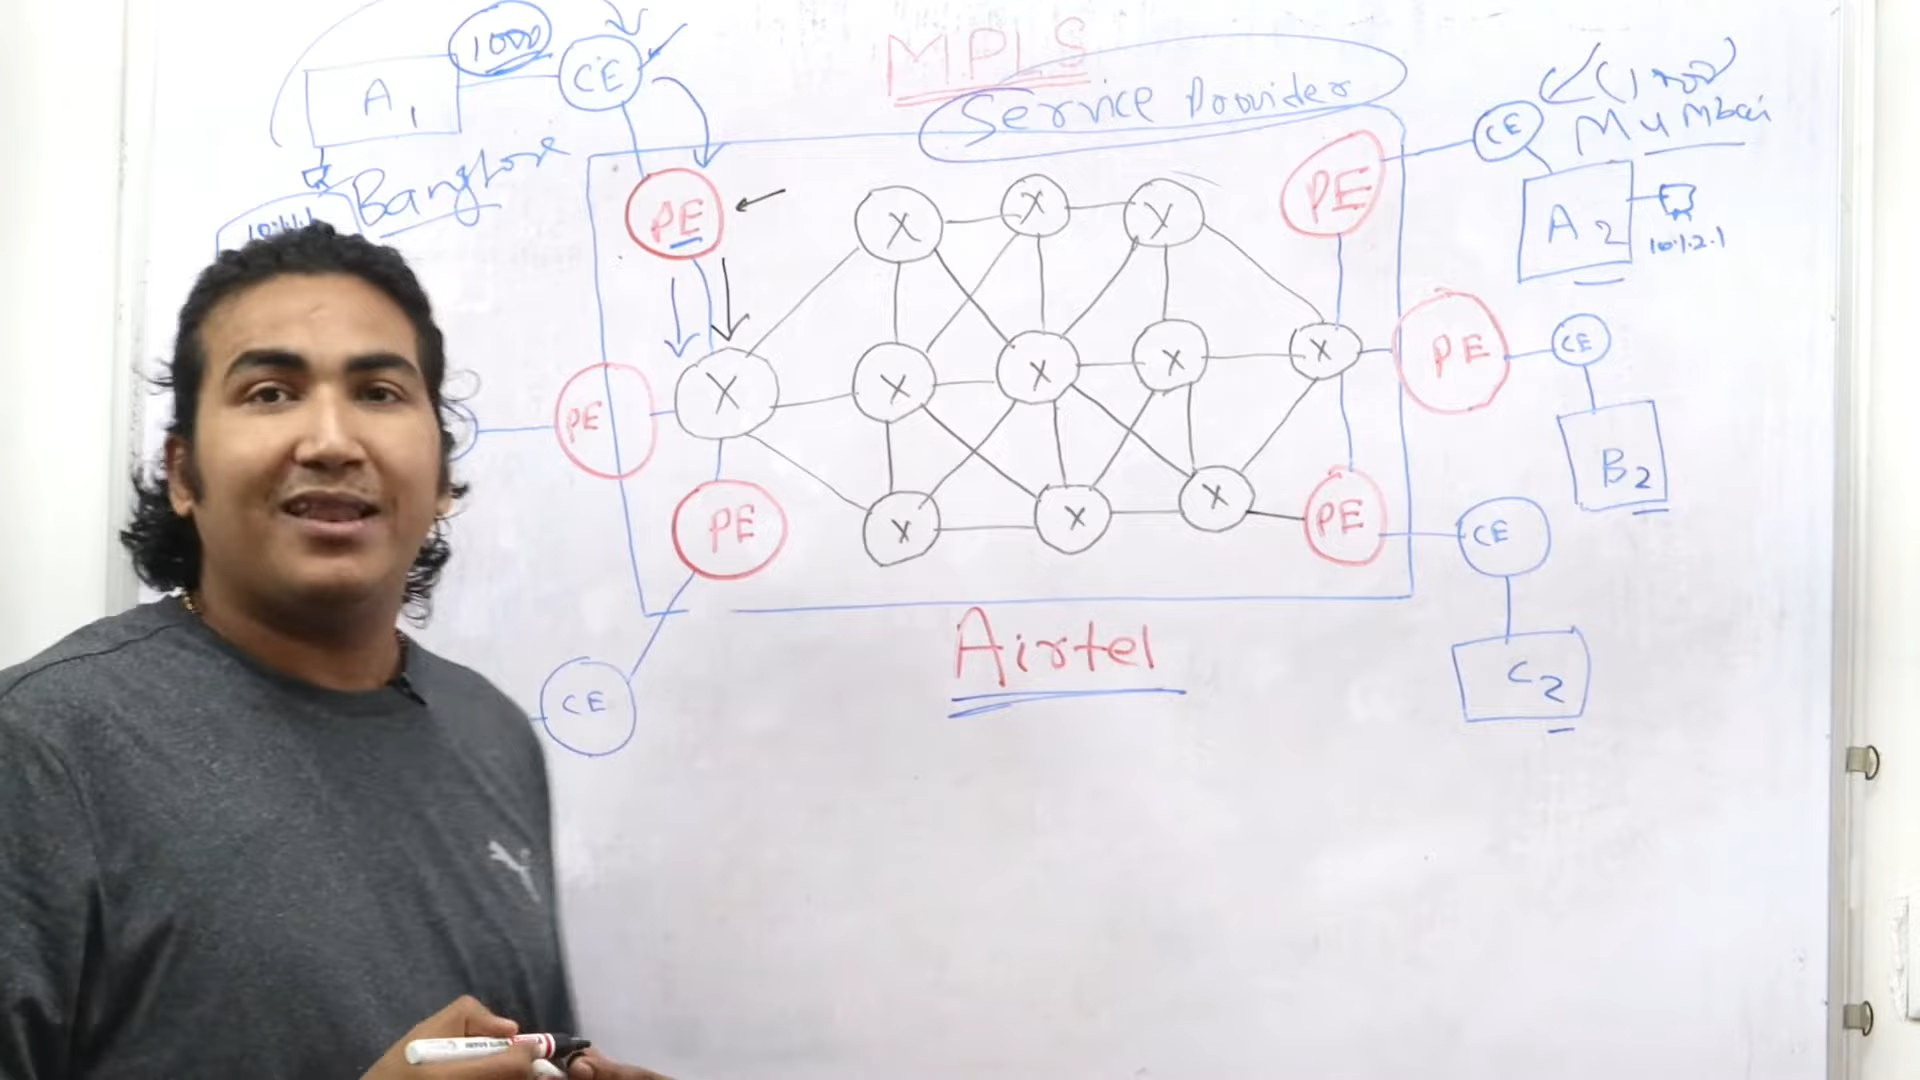 MPLS
Service Provider
1000
CE
A1
Banglore
PE
X
X
X
PE
CE
Mumbai
A2
10.1.2.1
PE
X
X
X
X
X
PE
CE
B2
PE
X
X
X
PE
CE
C2
CE
Airtel